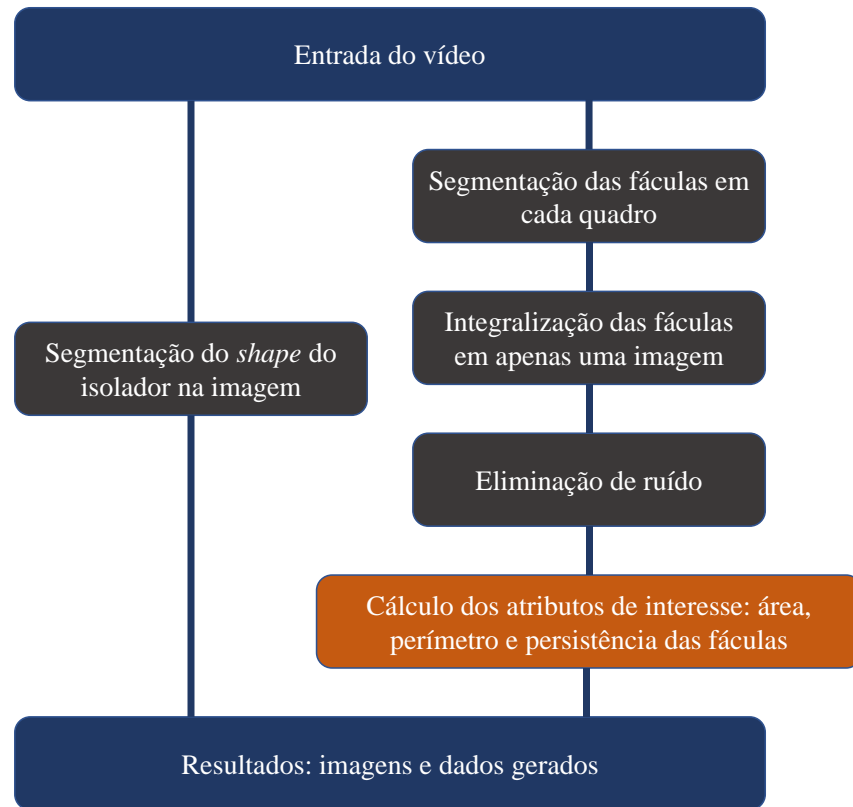 Entrada do vídeo
Segmentação das fáculas em
cada quadro
Segmentação do shape do
isolador na imagem
Integralização das fáculas
em apenas uma imagem
Eliminação de ruído
Cálculo dos atributos de interesse: área,
perímetro e persistência das fáculas
Resultados: imagens e dados gerados